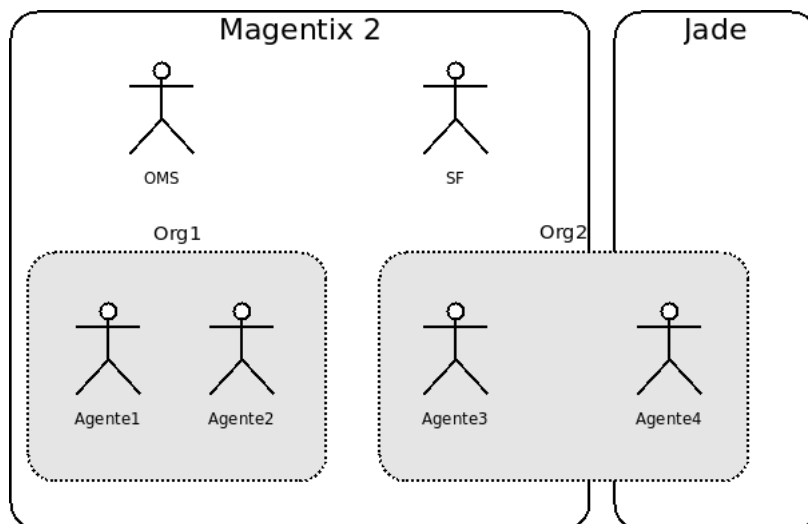 Magentix 2
Jade
OMS
SF
Org1
Org2
Agente1
Agente2
Agente3
Agente4